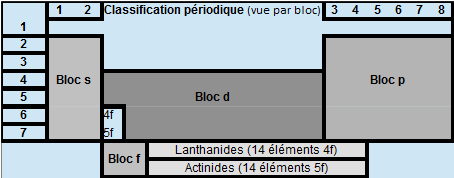 1 2 Classification périodique (vue par bloc) 3 4 5 6 7 8
1
2
3
4
5
6
7
Bloc s
Bloc d
Bloc p
4f
5f
Bloc f
Lanthanides (14 éléments 4f)
Actinides (14 éléments 5f)